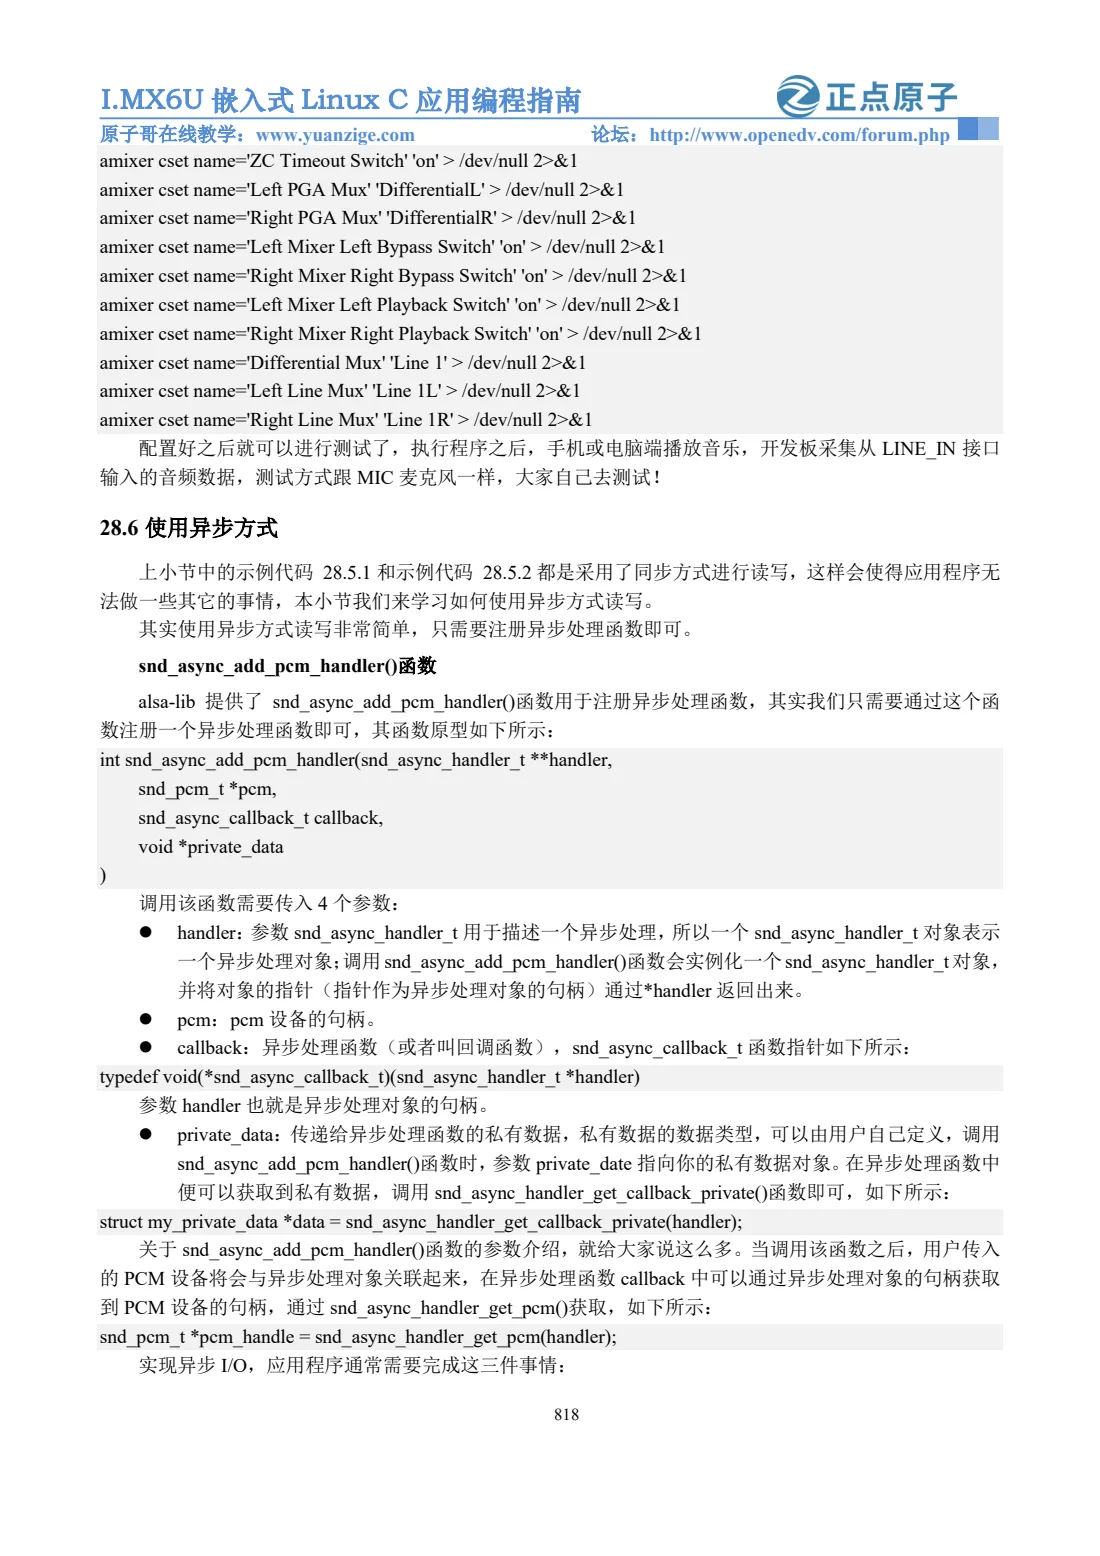 I.MX6U 嵌入式 Linux C 应用编程指南
正点原子
原子哥在线教学：www.yuanzige.com 论坛：http://www.openedv.com/forum.php
amixer cset name='ZC Timeout Switch' 'on' > /dev/null 2>&1
amixer cset name='Left PGA Mux' 'DifferentialL' > /dev/null 2>&1
amixer cset name='Right PGA Mux' 'DifferentialR' > /dev/null 2>&1
amixer cset name='Left Mixer Left Bypass Switch' 'on' > /dev/null 2>&1
amixer cset name='Right Mixer Right Bypass Switch' 'on' > /dev/null 2>&1
amixer cset name='Left Mixer Left Playback Switch' 'on' > /dev/null 2>&1
amixer cset name='Right Mixer Right Playback Switch' 'on' > /dev/null 2>&1
amixer cset name='Differential Mux' 'Line 1' > /dev/null 2>&1
amixer cset name='Left Line Mux' 'Line 1L' > /dev/null 2>&1
amixer cset name='Right Line Mux' 'Line 1R' > /dev/null 2>&1
配置好之后就可以进行测试了，执行程序之后，手机或电脑端播放音乐，开发板采集从 LINE_IN 接口
输入的音频数据，测试方式跟 MIC 麦克风一样，大家自己去测试！
28.6 使用异步方式
上小节中的示例代码 28.5.1 和示例代码 28.5.2 都是采用了同步方式进行读写，这样会使得应用程序无
法做一些其它的事情，本小节我们来学习如何使用异步方式读写。
其实使用异步方式读写非常简单，只需要注册异步处理函数即可。
snd_async_add_pcm_handler()函数
alsa-lib 提供了 snd_async_add_pcm_handler()函数用于注册异步处理函数，其实我们只需要通过这个函
数注册一个异步处理函数即可，其函数原型如下所示：
int snd_async_add_pcm_handler(snd_async_handler_t **handler,
snd_pcm_t *pcm,
snd_async_callback_t callback,
void *private_data
)
调用该函数需要传入 4 个参数：
● handler：参数 snd_async_handler_t 用于描述一个异步处理，所以一个 snd_async_handler_t 对象表示
一个异步处理对象；调用 snd_async_add_pcm_handler()函数会实例化一个 snd_async_handler_t 对象，
并将对象的指针（指针作为异步处理对象的句柄）通过*handler 返回出来。
● pcm：pcm 设备的句柄。
● callback：异步处理函数（或者叫回调函数），snd_async_callback_t 函数指针如下所示：
typedef void(*snd_async_callback_t)(snd_async_handler_t *handler)
参数 handler 也就是异步处理对象的句柄。
● private_data：传递给异步处理函数的私有数据，私有数据的数据类型，可以由用户自己定义，调用
snd_async_add_pcm_handler()函数时，参数 private_date 指向你的私有数据对象。在异步处理函数中
便可以获取到私有数据，调用 snd_async_handler_get_callback_private()函数即可，如下所示：
struct my_private_data *data = snd_async_handler_get_callback_private(handler);
关于 snd_async_add_pcm_handler()函数的参数介绍，就给大家说这么多。当调用该函数之后，用户传入
的 PCM 设备将会与异步处理对象关联起来，在异步处理函数 callback 中可以通过异步处理对象的句柄获取
到 PCM 设备的句柄，通过 snd_async_handler_get_pcm()获取，如下所示：
snd_pcm_t *pcm_handle = snd_async_handler_get_pcm(handler);
实现异步 I/O，应用程序通常需要完成这三件事情：
818